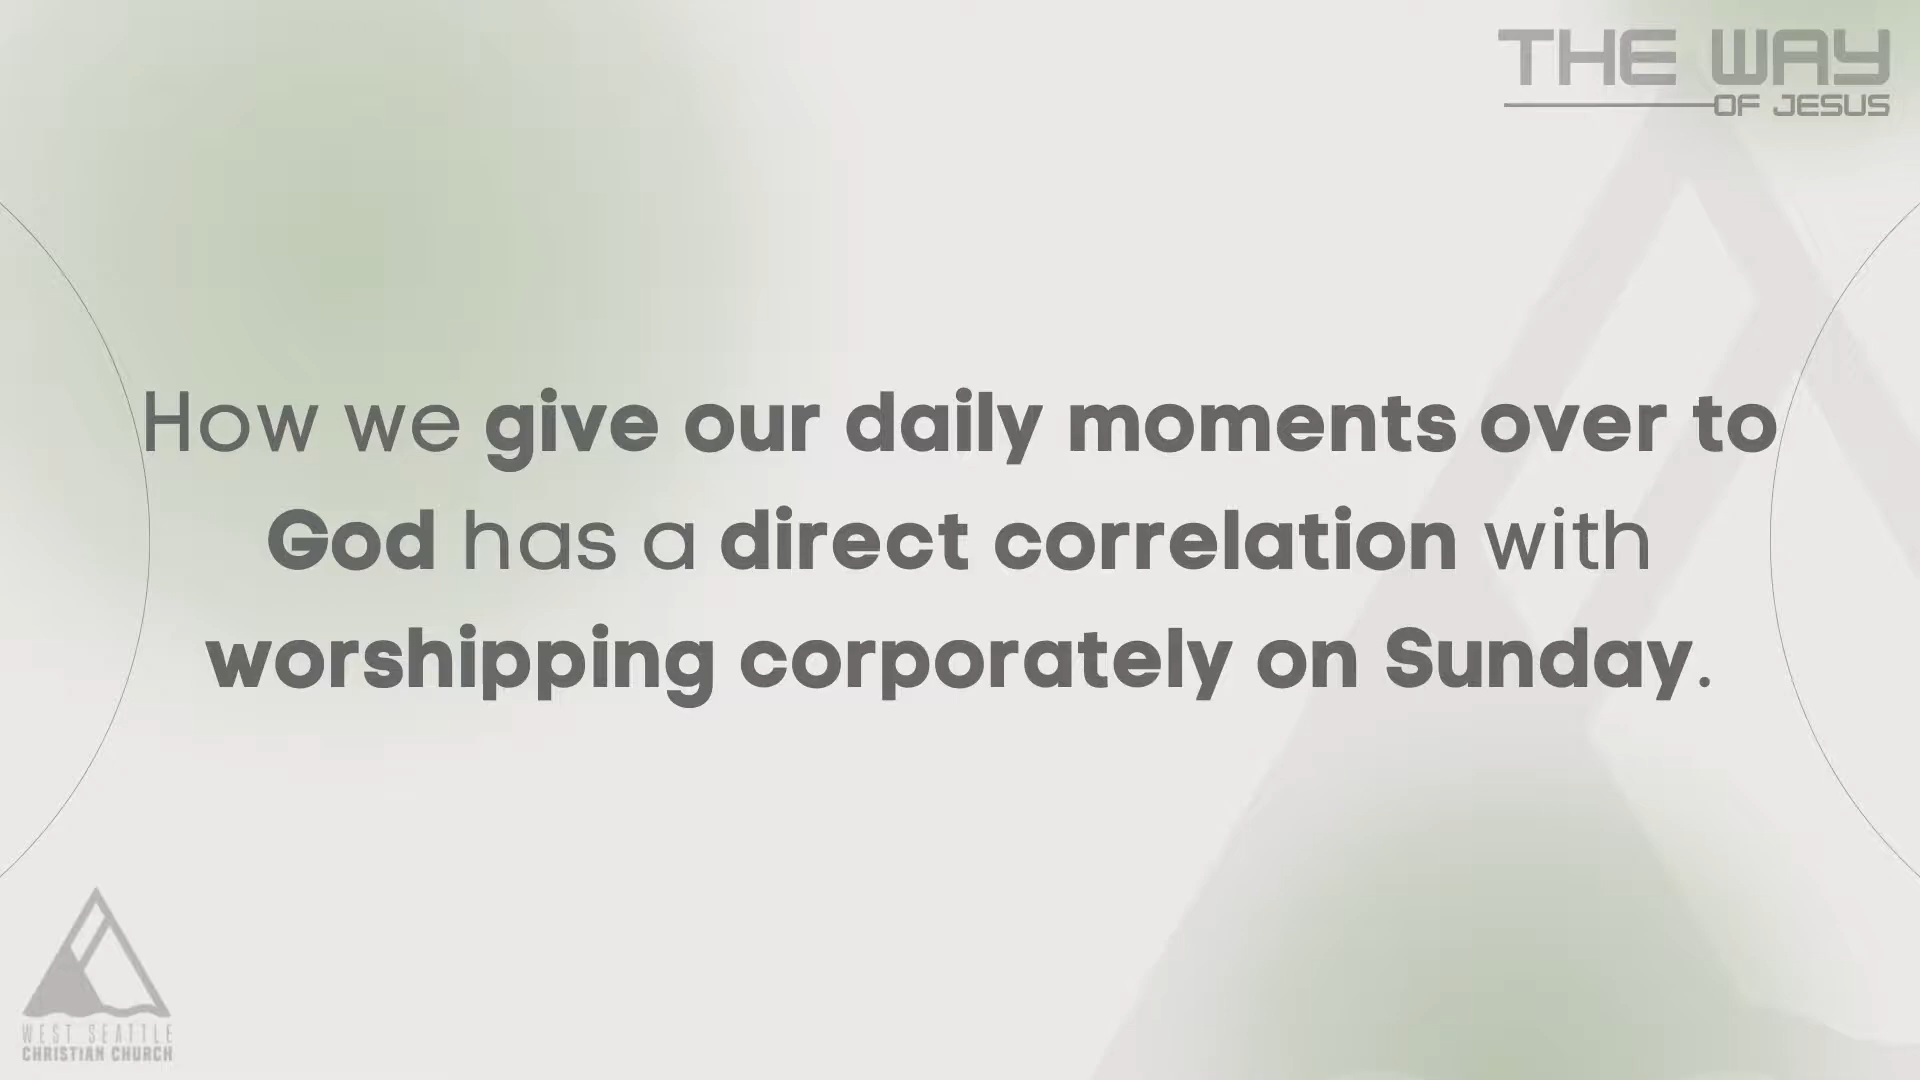 THE WAY
OF JESUS
How we give our daily moments over to
God has a direct correlation with
worshipping corporately on Sunday.
WEST SEATTLE
CHRISTIAN CHURCH